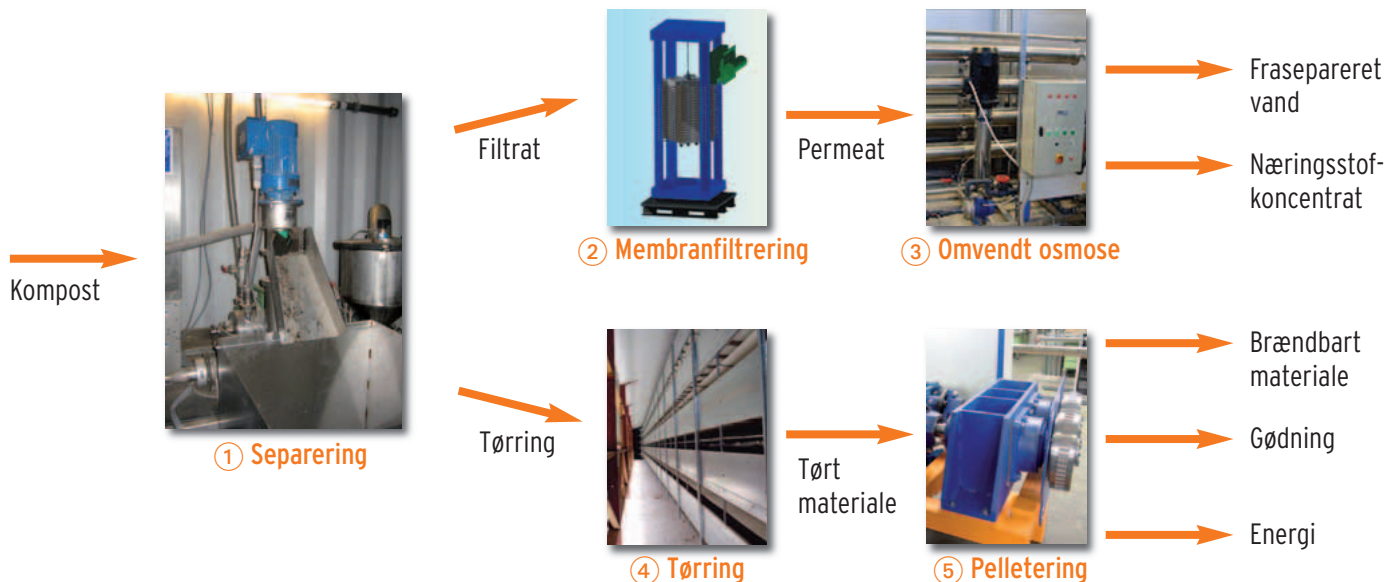 Kompost
① Separering
Filtrat
② Membranfiltrering
Permeat
③ Omvendt osmose
Frasepareret
vand
Næringsstof-
koncentrat
Tørring
④ Tørring
Tørt
materiale
⑤ Pelletering
Brændbart
materiale
Gødning
Energi